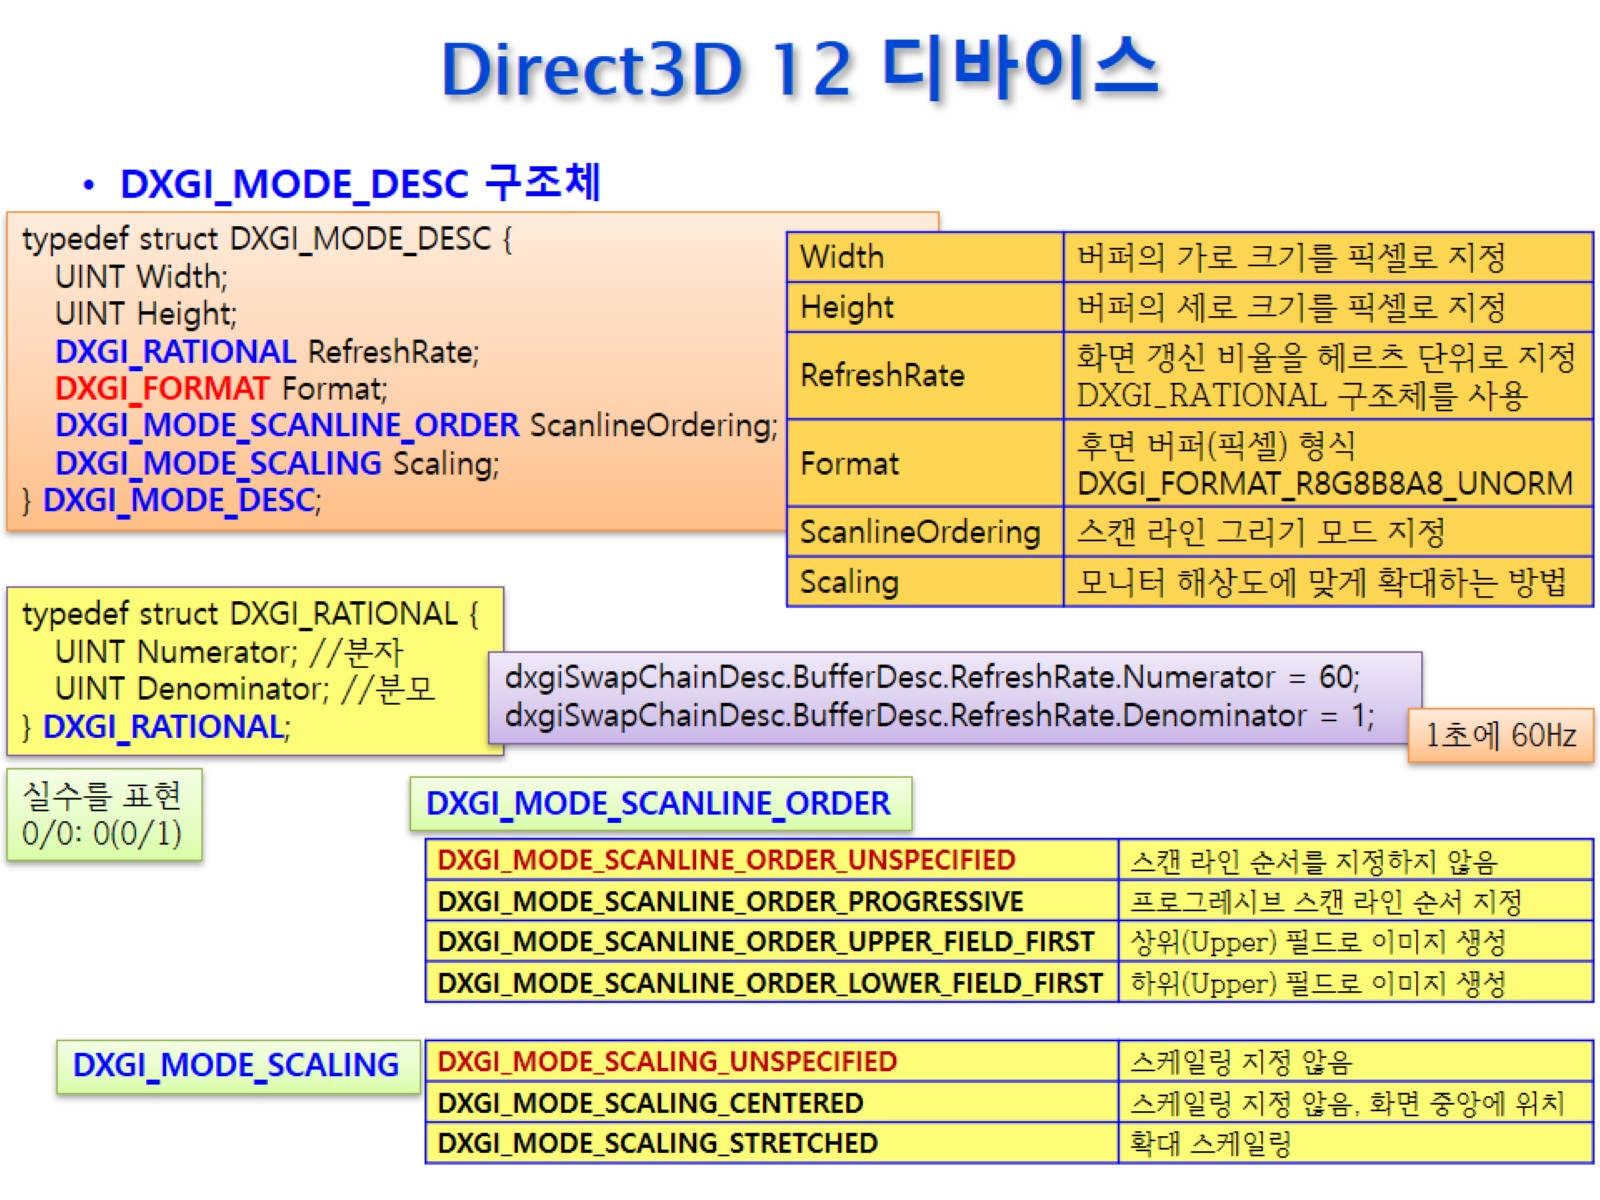 Direct3D 12 디바이스
• DXGI_MODE_DESC 구조체
typedef struct DXGI_MODE_DESC {
UINT Width;
UINT Height;
DXGI_RATIONAL RefreshRate;
DXGI_FORMAT Format;
DXGI_MODE_SCANLINE_ORDER ScanlineOrdering;
DXGI_MODE_SCALING Scaling;
} DXGI_MODE_DESC;
Width 버퍼의 가로 크기를 픽셀로 지정
Height 버퍼의 세로 크기를 픽셀로 지정
RefreshRate 화면 갱신 비율을 헤르츠 단위로 지정
DXGI_RATIONAL 구조체를 사용
Format 후면 버퍼(픽셀) 형식
DXGI_FORMAT_R8G8B8A8_UNORM
ScanlineOrdering 스캔 라인 그리기 모드 지정
Scaling 모니터 해상도에 맞게 확대하는 방법
typedef struct DXGI_RATIONAL {
UINT Numerator; //분자
UINT Denominator; //분모
} DXGI_RATIONAL;
dxgiSwapChainDesc.BufferDesc.RefreshRate.Numerator = 60;
dxgiSwapChainDesc.BufferDesc.RefreshRate.Denominator = 1;
1초에 60Hz
실수를 표현
0/0: 0(0/1)
DXGI_MODE_SCANLINE_ORDER
DXGI_MODE_SCANLINE_ORDER_UNSPECIFIED 스캔 라인 순서를 지정하지 않음
DXGI_MODE_SCANLINE_ORDER_PROGRESSIVE 프로그레시브 스캔 라인 순서 지정
DXGI_MODE_SCANLINE_ORDER_UPPER_FIELD_FIRST 상위(Upper) 필드로 이미지 생성
DXGI_MODE_SCANLINE_ORDER_LOWER_FIELD_FIRST 하위(Upper) 필드로 이미지 생성
DXGI_MODE_SCALING
DXGI_MODE_SCALING_UNSPECIFIED 스케일링 지정 않음
DXGI_MODE_SCALING_CENTERED 스케일링 지정 않음, 화면 중앙에 위치
DXGI_MODE_SCALING_STRETCHED 확대 스케일링